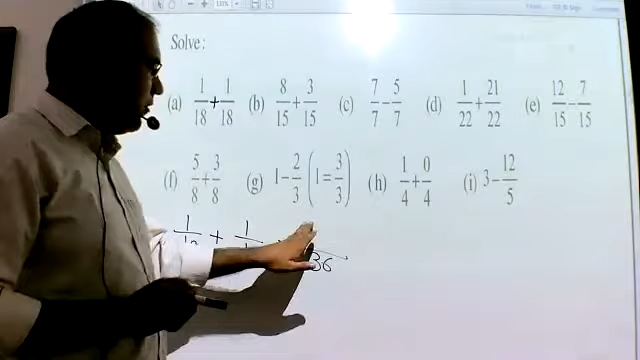 Solve :
(a) 1/18 + 1/18 (b) 8/15 + 3/15 (c) 7/7 − 5/7 (d) 1/22 + 21/22 (e) 12/15 − 7/15
(f) 5/8 + 3/8 (g) 1 − 2/3 (1 = 3/3) (h) 1/4 + 0/4 (i) 3 − 12/5
1 + 1
36